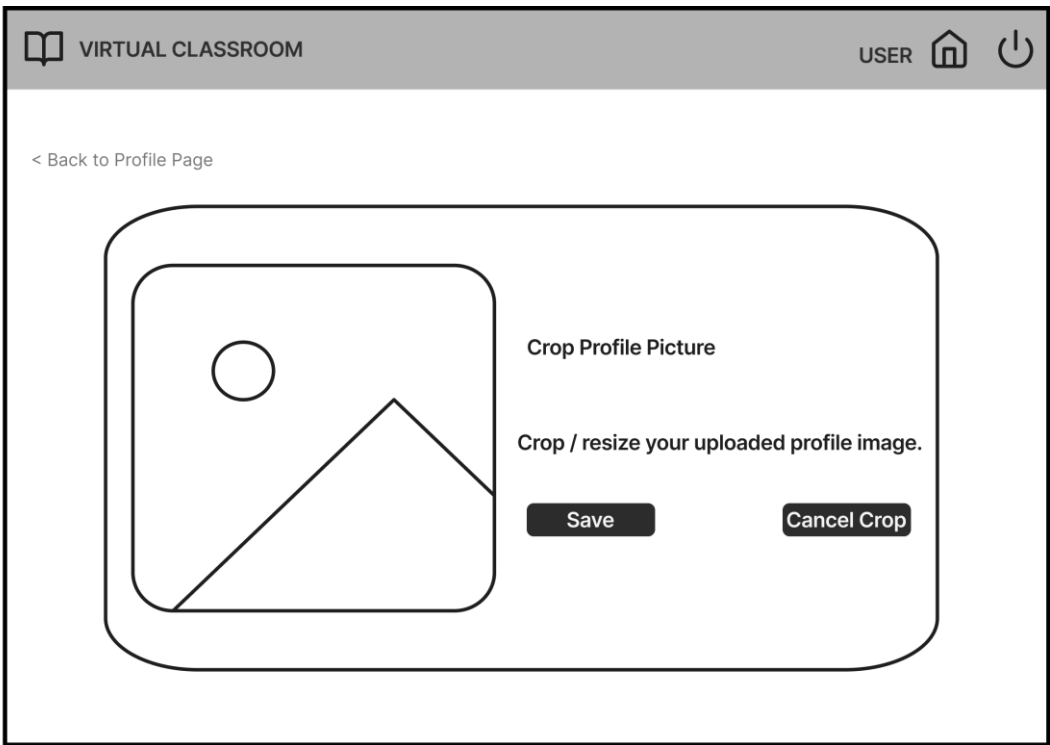 VIRTUAL CLASSROOM
USER
< Back to Profile Page
Crop Profile Picture
Crop / resize your uploaded profile image.
Save
Cancel Crop